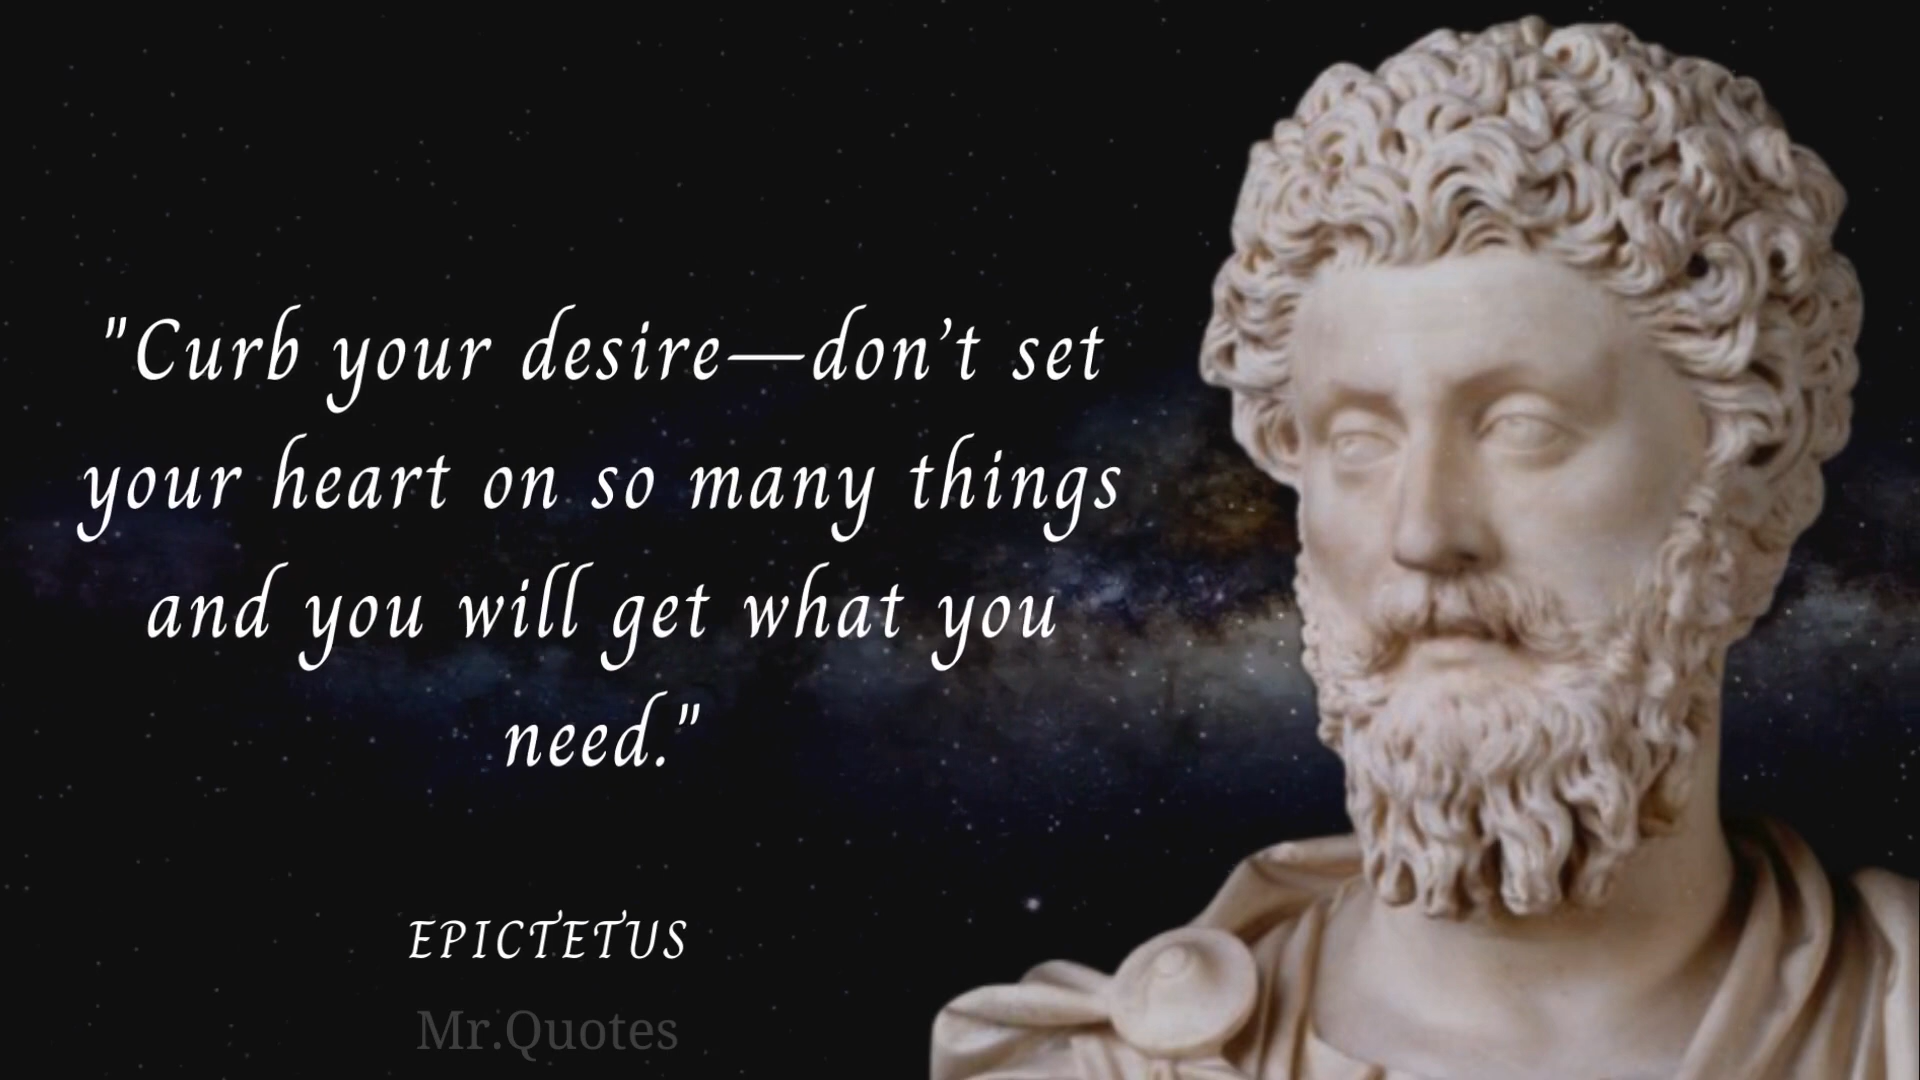 "Curb your desire—don’t set
your heart on so many things
and you will get what you
need."
EPICTETUS
Mr.Quotes